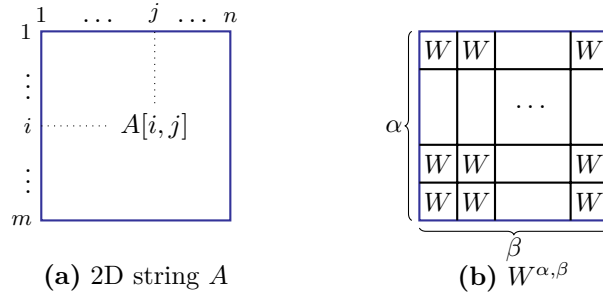 1 ... j ... n
1
⋮
i A[i, j]
⋮
m
(a) 2D string A
W W W
...
α
W W W
W W W
β
(b) W^{α,β}